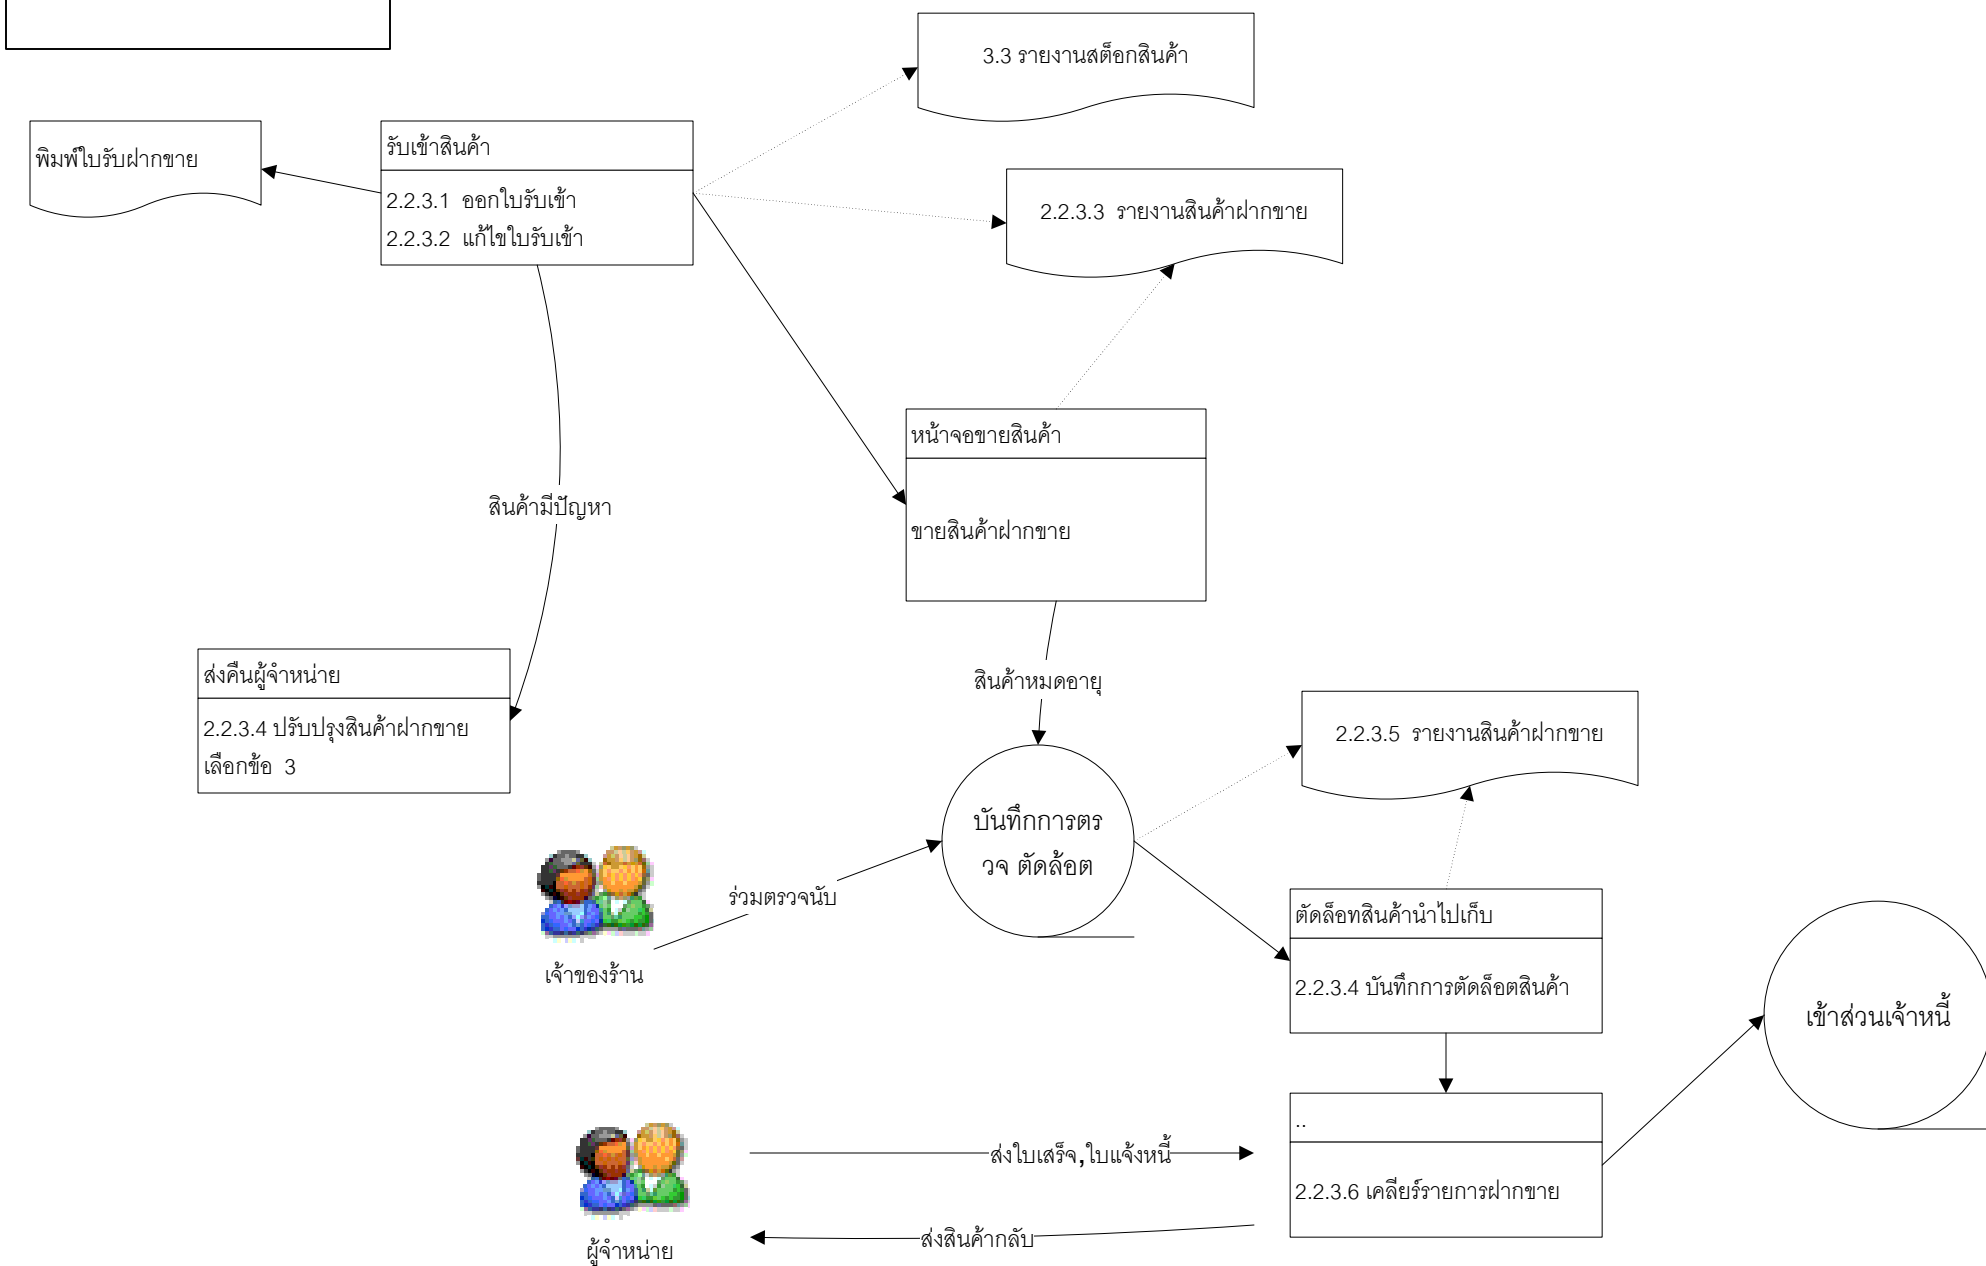 3.3 รายงานสต็อกสินค้า
พิมพ์ใบรับฝากขาย
รับเข้าสินค้า
2.2.3.1 ออกใบรับเข้า
2.2.3.2 แก้ไขใบรับเข้า
2.2.3.3 รายงานสินค้าฝากขาย
หน้าจอขายสินค้า
ขายสินค้าฝากขาย
สินค้ามีปัญหา
ส่งคืนผู้จำหน่าย
2.2.3.4 ปรับปรุงสินค้าฝากขาย
เลือกข้อ 3
สินค้าหมดอายุ
2.2.3.5 รายงานสินค้าฝากขาย
บันทึกการตร
วจ ตัดล้อต
ร่วมตรวจนับ
เจ้าของร้าน
ตัดล็อทสินค้านำไปเก็บ
2.2.3.4 บันทึกการตัดล็อตสินค้า
เข้าส่วนเจ้าหนี้
..
2.2.3.6 เคลียร์รายการฝากขาย
ส่งใบเสร็จ,ใบแจ้งหนี้
ส่งสินค้ากลับ
ผู้จำหน่าย